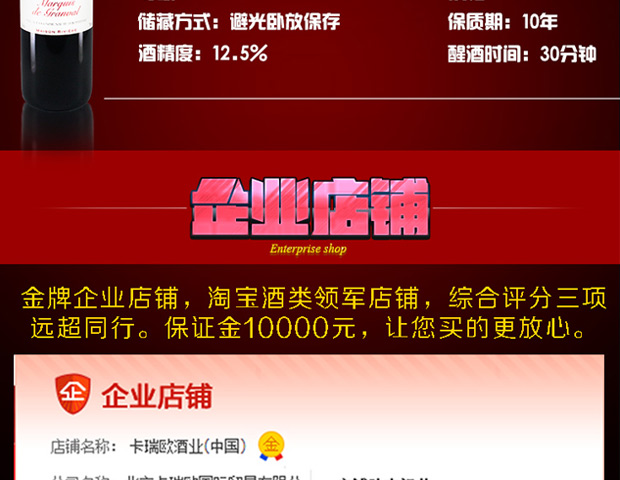 Marquis
de Granval
储藏方式：避光卧放保存
保质期：10年
酒精度：12.5%
醒酒时间：30分钟
企业店铺
Enterprise shop
金牌企业店铺，淘宝酒类领军店铺，综合评分三项
远超同行。保证金10000元，让您买的更放心。
企
企业店铺
店铺名称： 卡瑞欧酒业(中国) 金